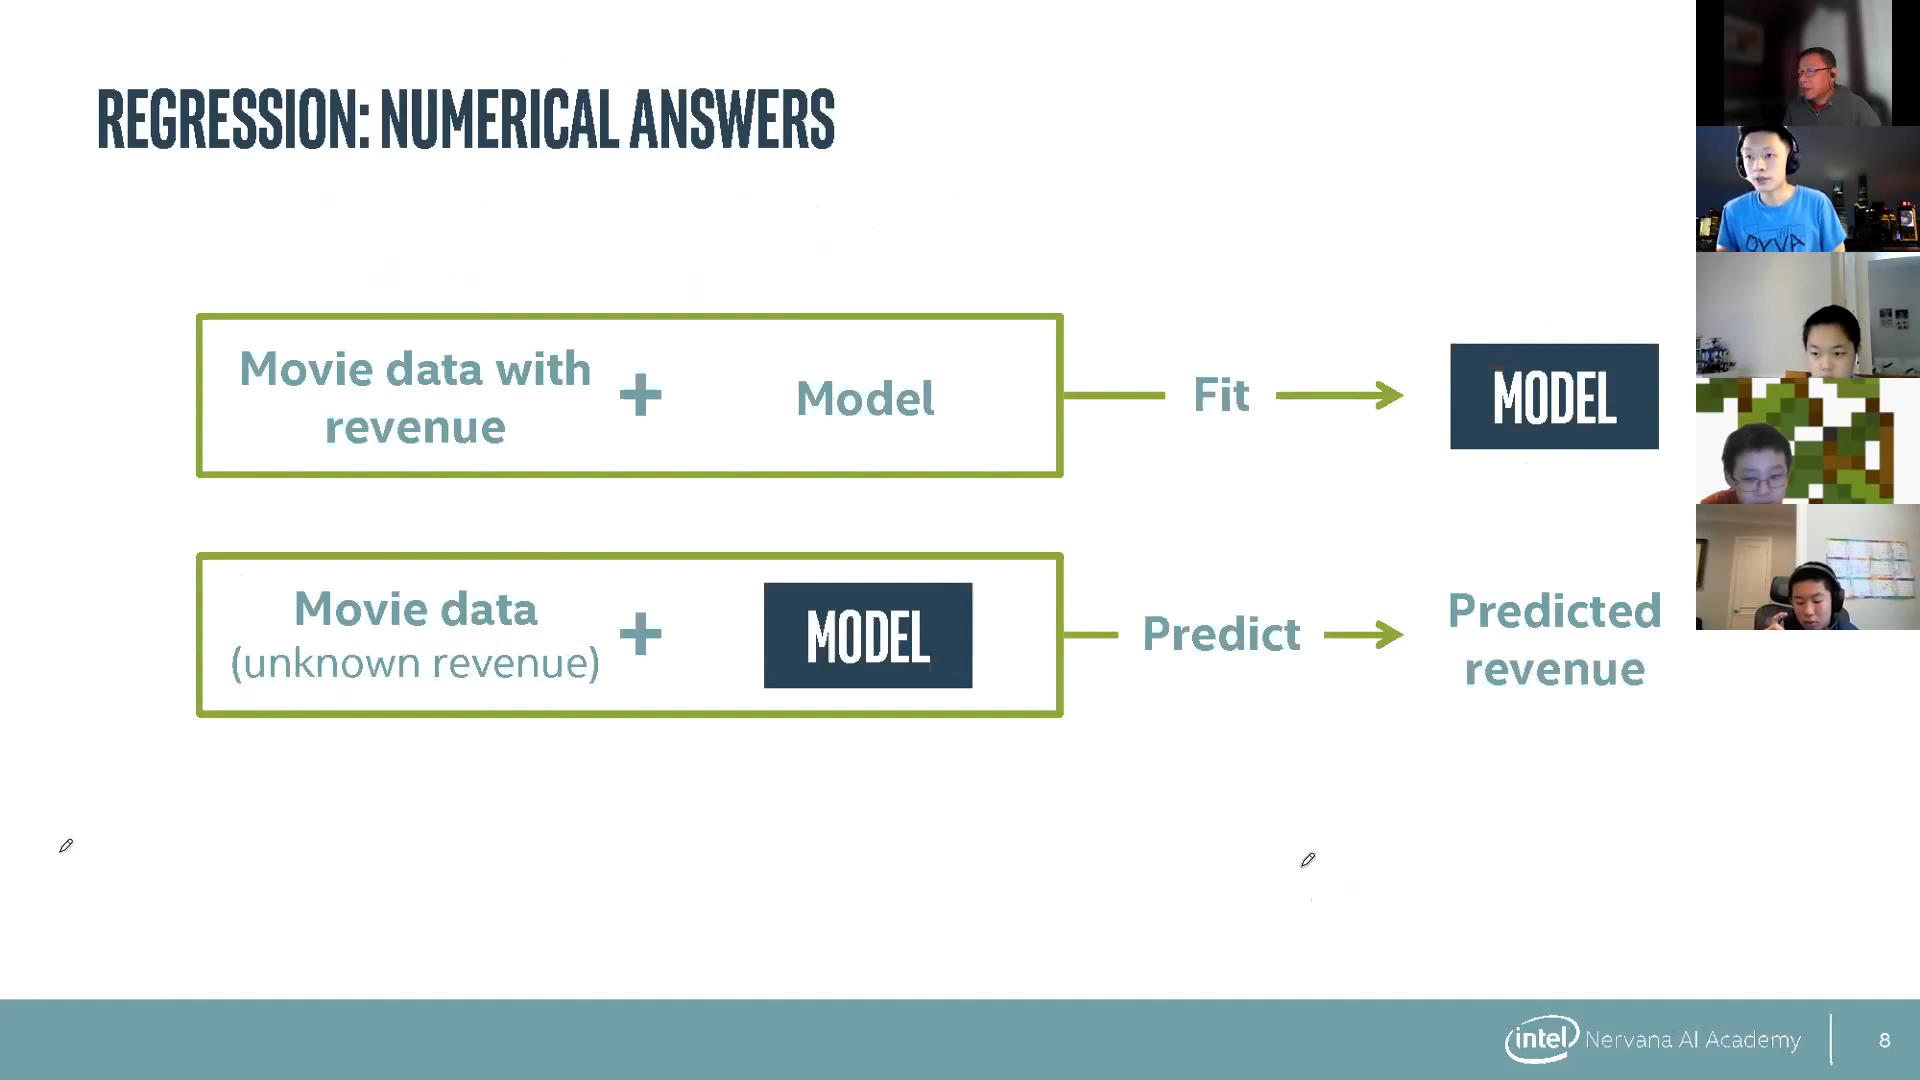 REGRESSION: NUMERICAL ANSWERS
Movie data with
revenue
+
Model
Fit
MODEL
Movie data
(unknown revenue)
+
MODEL
Predict
Predicted
revenue
intel Nervana AI Academy
8